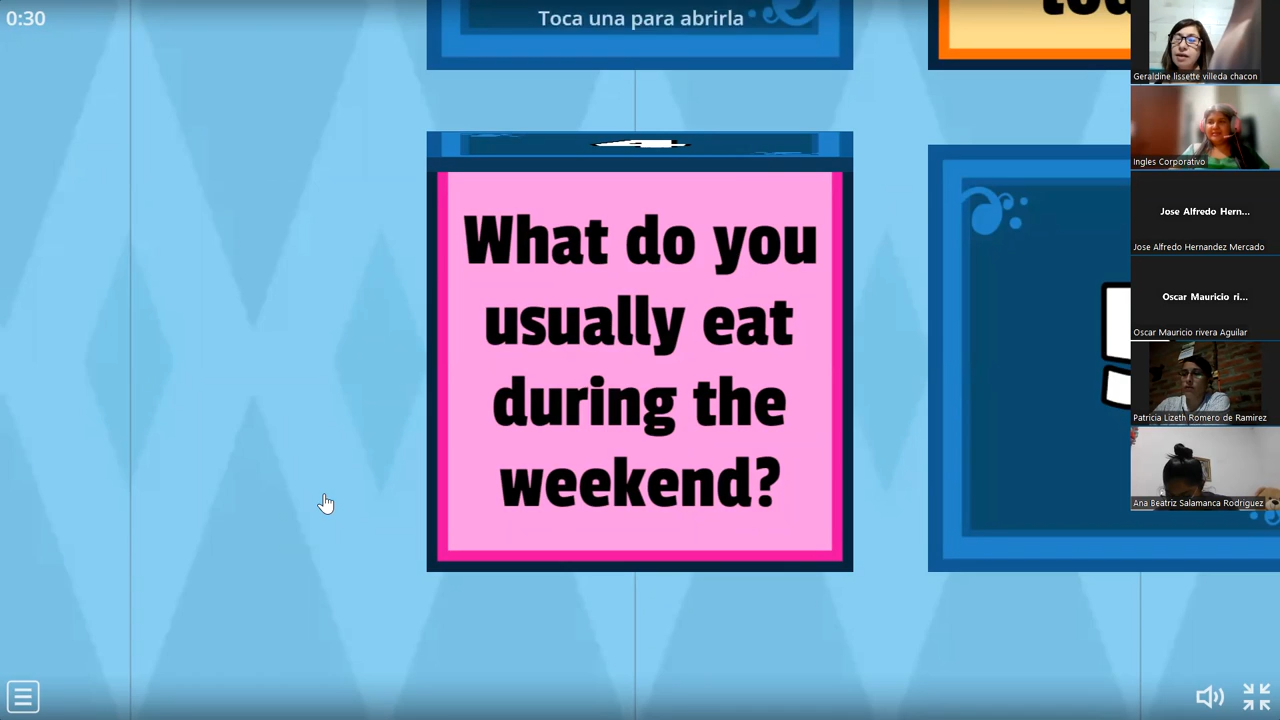 0:30
Toca una para abrirla
What do you
usually eat
during the
weekend?
Geraldine lissette villeda chacon
Ingles Corporativo
Jose Alfredo Hern...
Jose Alfredo Hernandez Mercado
Oscar Mauricio ri...
Oscar Mauricio rivera Aguilar
Patricia Lizeth Romero de Ramirez
Ana Beatriz Salamanca Rodriguez